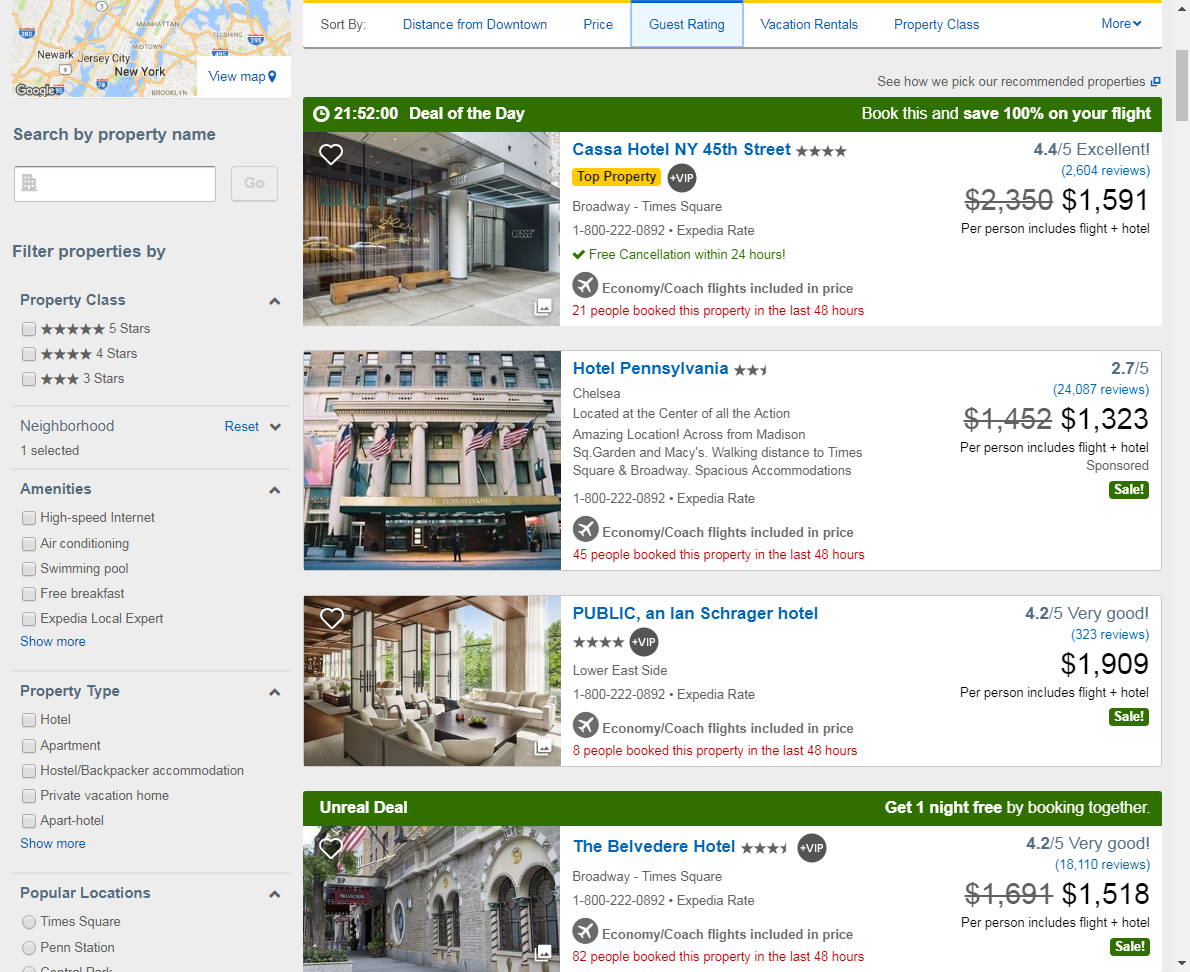 MANHATTAN
FLUSHING
280
3
295
MIDTOWN
495
Newark
Jersey City
9
New York
78
BROOKLYN
Google
95
View map
Search by property name
Go
Filter properties by
Property Class
5 Stars
4 Stars
3 Stars
Neighborhood
Reset
1 selected
Amenities
High-speed Internet
Air conditioning
Swimming pool
Free breakfast
Expedia Local Expert
Show more
Property Type
Hotel
Apartment
Hostel/Backpacker accommodation
Private vacation home
Apart-hotel
Show more
Popular Locations
Times Square
Penn Station
Central Park
Sort By: Distance from Downtown Price Guest Rating Vacation Rentals Property Class More
See how we pick our recommended properties
21:52:00 Deal of the Day
Book this and save 100% on your flight
BUTTER
Cassa Hotel NY 45th Street
Top Property +VIP
Broadway - Times Square
1-800-222-0892 • Expedia Rate
Free Cancellation within 24 hours!
Economy/Coach flights included in price
21 people booked this property in the last 48 hours
4.4/5 Excellent!
(2,604 reviews)
$2,350 $1,591
Per person includes flight + hotel
HOTEL PENNSYLVANIA
Hotel Pennsylvania
Chelsea
Located at the Center of all the Action
Amazing Location! Across from Madison
Sq.Garden and Macy's. Walking distance to Times
Square & Broadway. Spacious Accommodations
1-800-222-0892 • Expedia Rate
Economy/Coach flights included in price
45 people booked this property in the last 48 hours
2.7/5
(24,087 reviews)
$1,452 $1,323
Per person includes flight + hotel
Sponsored
Sale!
PUBLIC, an Ian Schrager hotel
+VIP
Lower East Side
1-800-222-0892 • Expedia Rate
Economy/Coach flights included in price
8 people booked this property in the last 48 hours
4.2/5 Very good!
(323 reviews)
$1,909
Per person includes flight + hotel
Sale!
Unreal Deal
Get 1 night free by booking together.
BELVEDERE
The Belvedere Hotel +VIP
Broadway - Times Square
1-800-222-0892 • Expedia Rate
Economy/Coach flights included in price
82 people booked this property in the last 48 hours
4.2/5 Very good!
(18,110 reviews)
$1,691 $1,518
Per person includes flight + hotel
Sale!